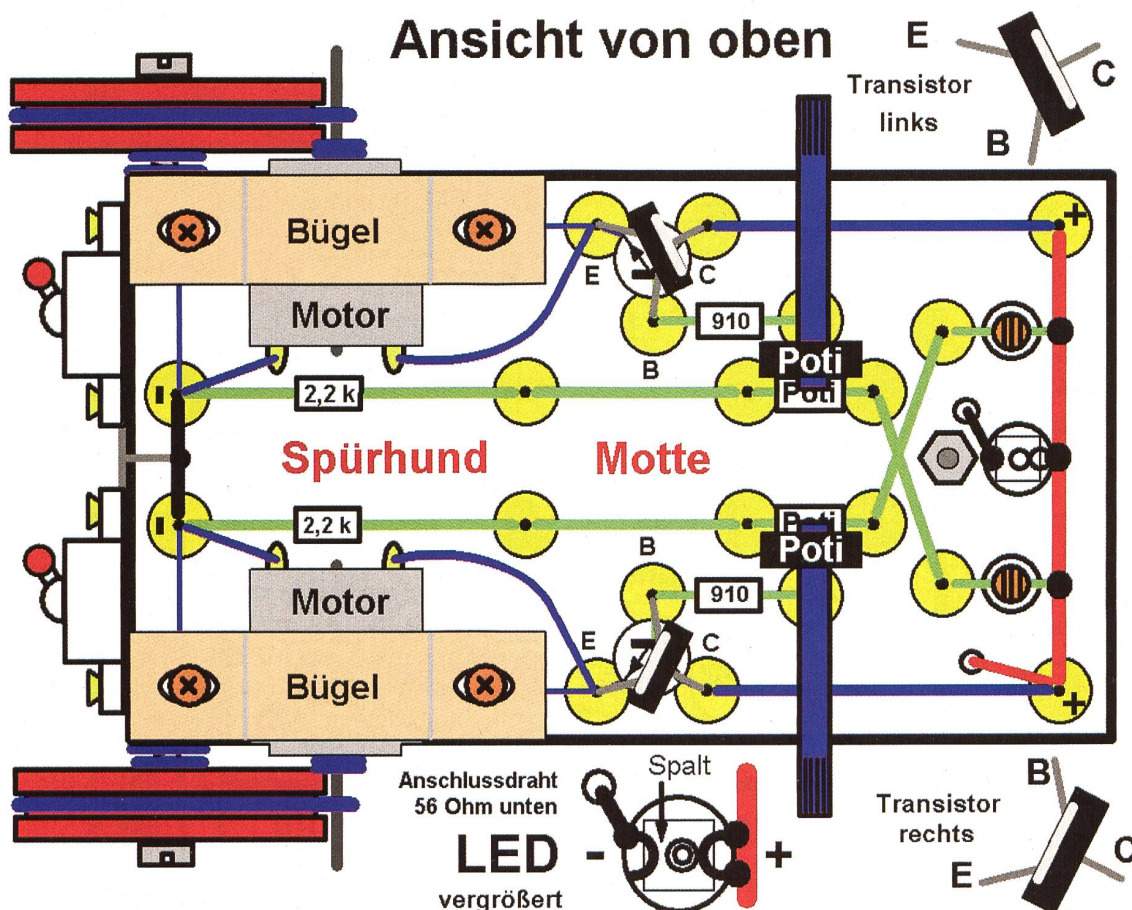 Ansicht von oben
E
C
B
Transistor
links
Bügel
Motor
E
C
B
910
+
Poti
Poti
-
2,2 k
Spürhund
Motte
-
2,2 k
Poti
Poti
B
910
E
C
Motor
Bügel
+
Anschlussdraht
56 Ohm unten
LED
vergrößert
Spalt
-
+
Transistor
rechts
B
E
C